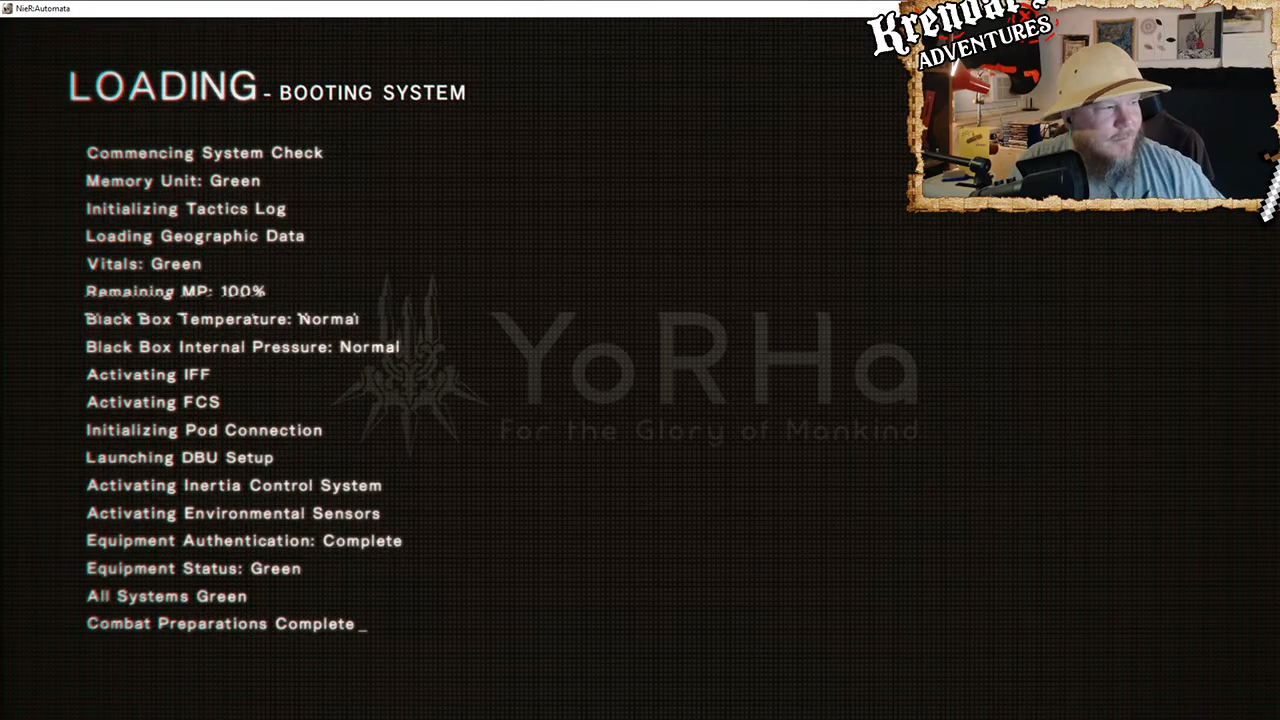 NieR:Automata
ADVENTURES
LOADING - BOOTING SYSTEM
Commencing System Check
Memory Unit: Green
Initializing Tactics Log
Loading Geographic Data
Vitals: Green
Remaining MP: 100%
Black Box Temperature: Normal
Black Box Internal Pressure: Normal
Activating IFF
Activating FCS
Initializing Pod Connection
Launching DBU Setup
Activating Inertia Control System
Activating Environmental Sensors
Equipment Authentication: Complete
Equipment Status: Green
All Systems Green
Combat Preparations Complete _
YoRHa
For the Glory of Mankind